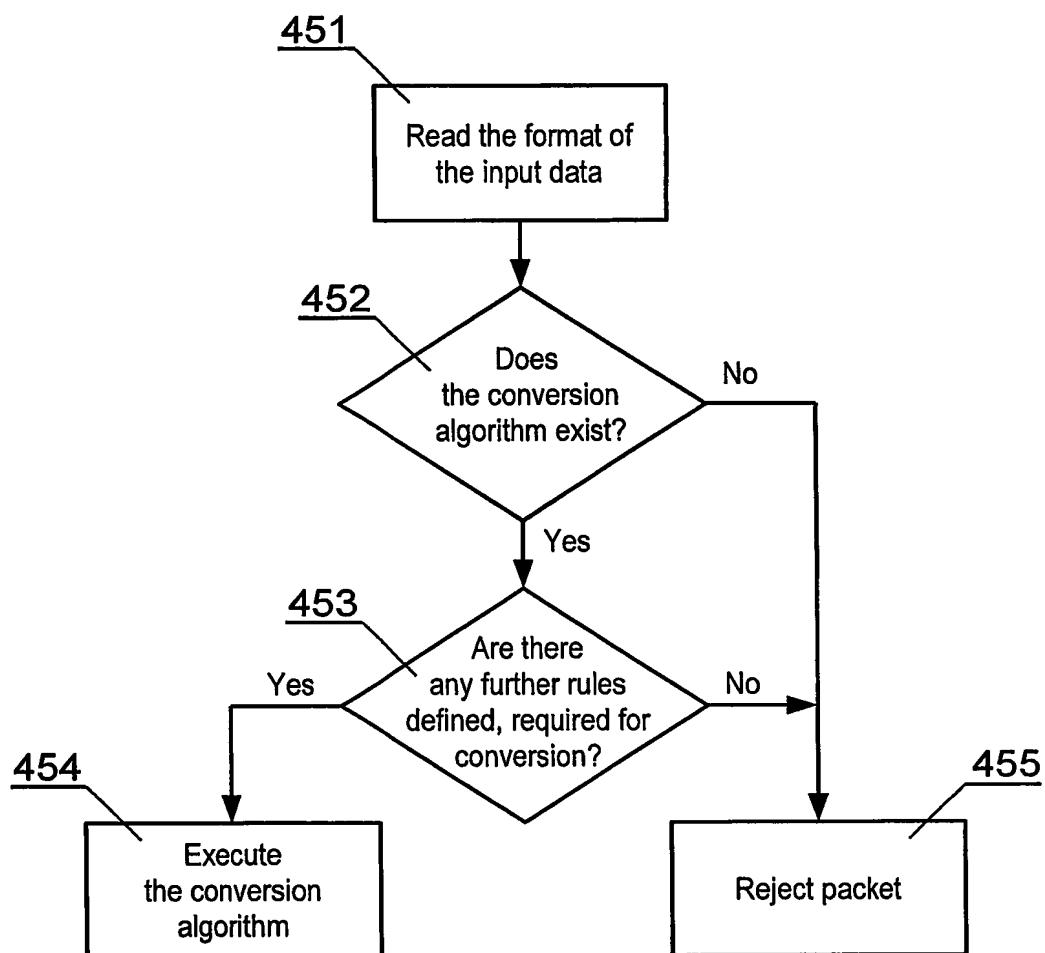 451
Read the format of
the input data
452
Does
the conversion
algorithm exist?
No
Yes
453
Are there
any further rules
defined, required for
conversion?
Yes
No
454
Execute
the conversion
algorithm
455
Reject packet